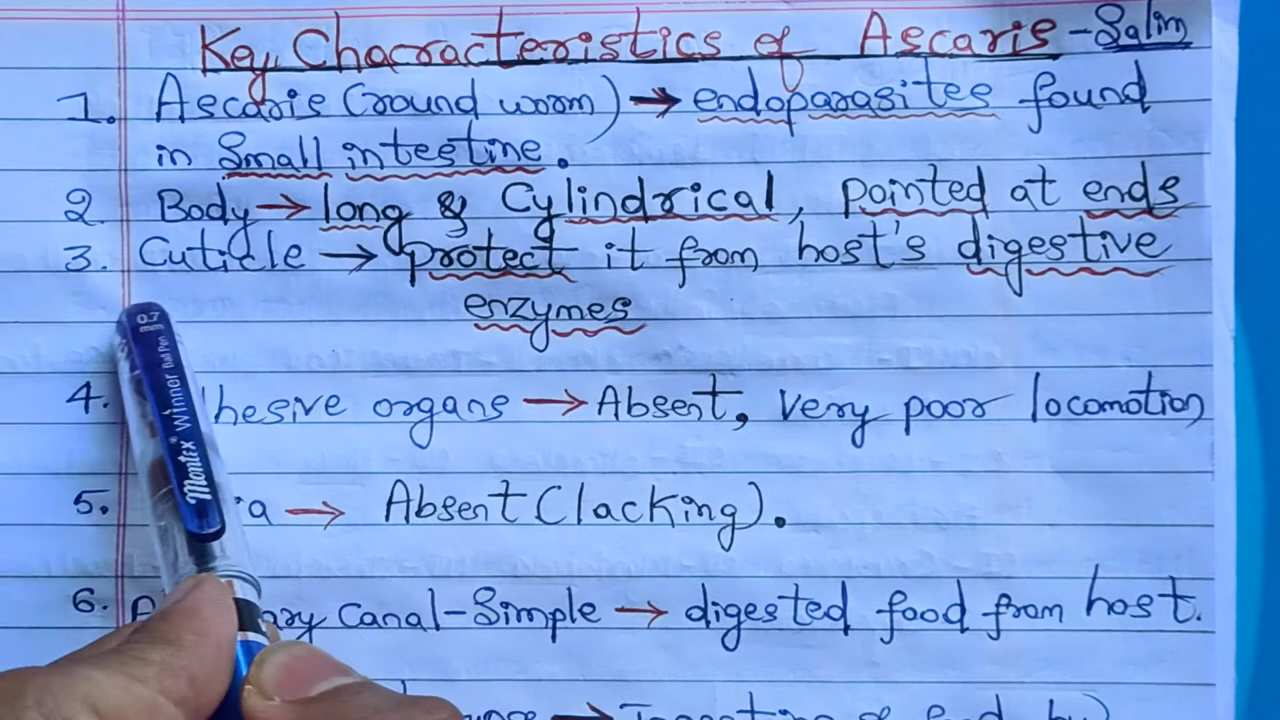 Key Characteristics of Ascaris - Salim
1. Ascaris (round worm) → endoparasites found
in Small intestine.
2. Body → long & Cylindrical, pointed at ends
3. Cuticle → protect it from host's digestive
enzymes
4. hesive organs → Absent, very poor locomotion
5. a → Absent (lacking).
6. Canal-Simple → digested food from host.
0.7 mm
Montex Winner Ball Pen